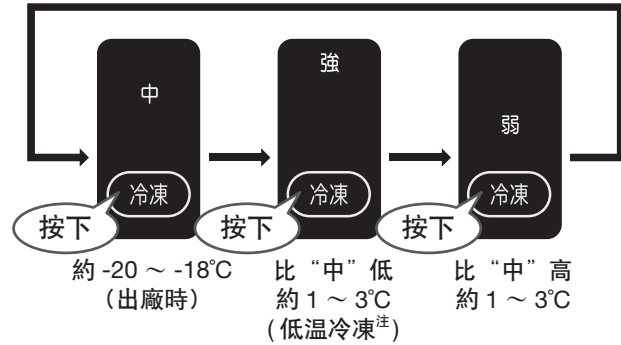 中
冷凍
按下
約 -20 ～ -18℃
（出廠時）
強
冷凍
按下
比“中”低
約 1 ～ 3℃
(低温冷凍注)
弱
冷凍
按下
比“中”高
約 1 ～ 3℃